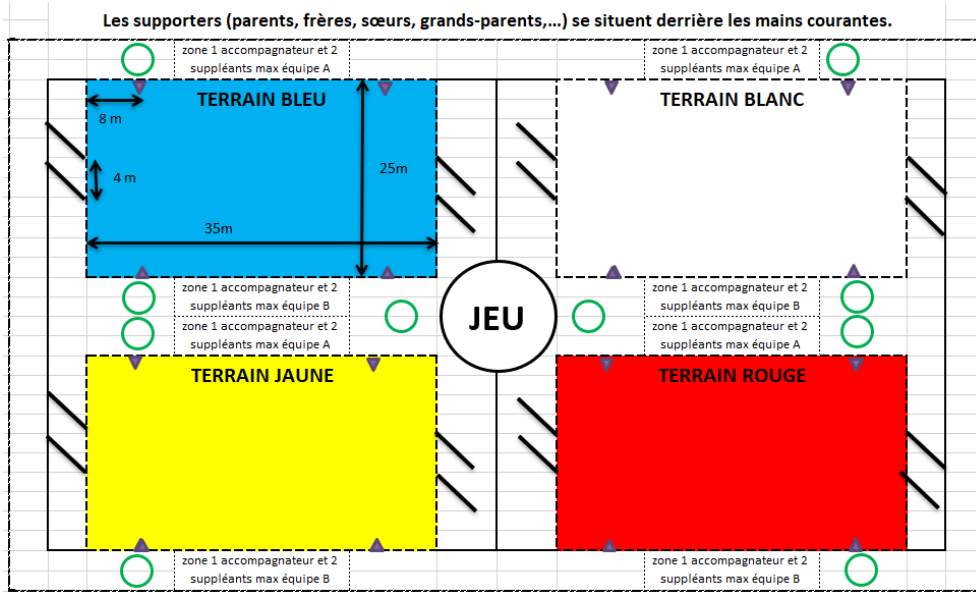 Les supporters (parents, frères, sœurs, grands-parents,…) se situent derrière les mains courantes.
zone 1 accompagnateur et 2
suppléants max équipe A
zone 1 accompagnateur et 2
suppléants max équipe A
TERRAIN BLEU
TERRAIN BLANC
8 m
4 m
25m
35m
zone 1 accompagnateur et 2
suppléants max équipe B
zone 1 accompagnateur et 2
suppléants max équipe A
JEU
zone 1 accompagnateur et 2
suppléants max équipe B
zone 1 accompagnateur et 2
suppléants max équipe A
TERRAIN JAUNE
TERRAIN ROUGE
zone 1 accompagnateur et 2
suppléants max équipe B
zone 1 accompagnateur et 2
suppléants max équipe B